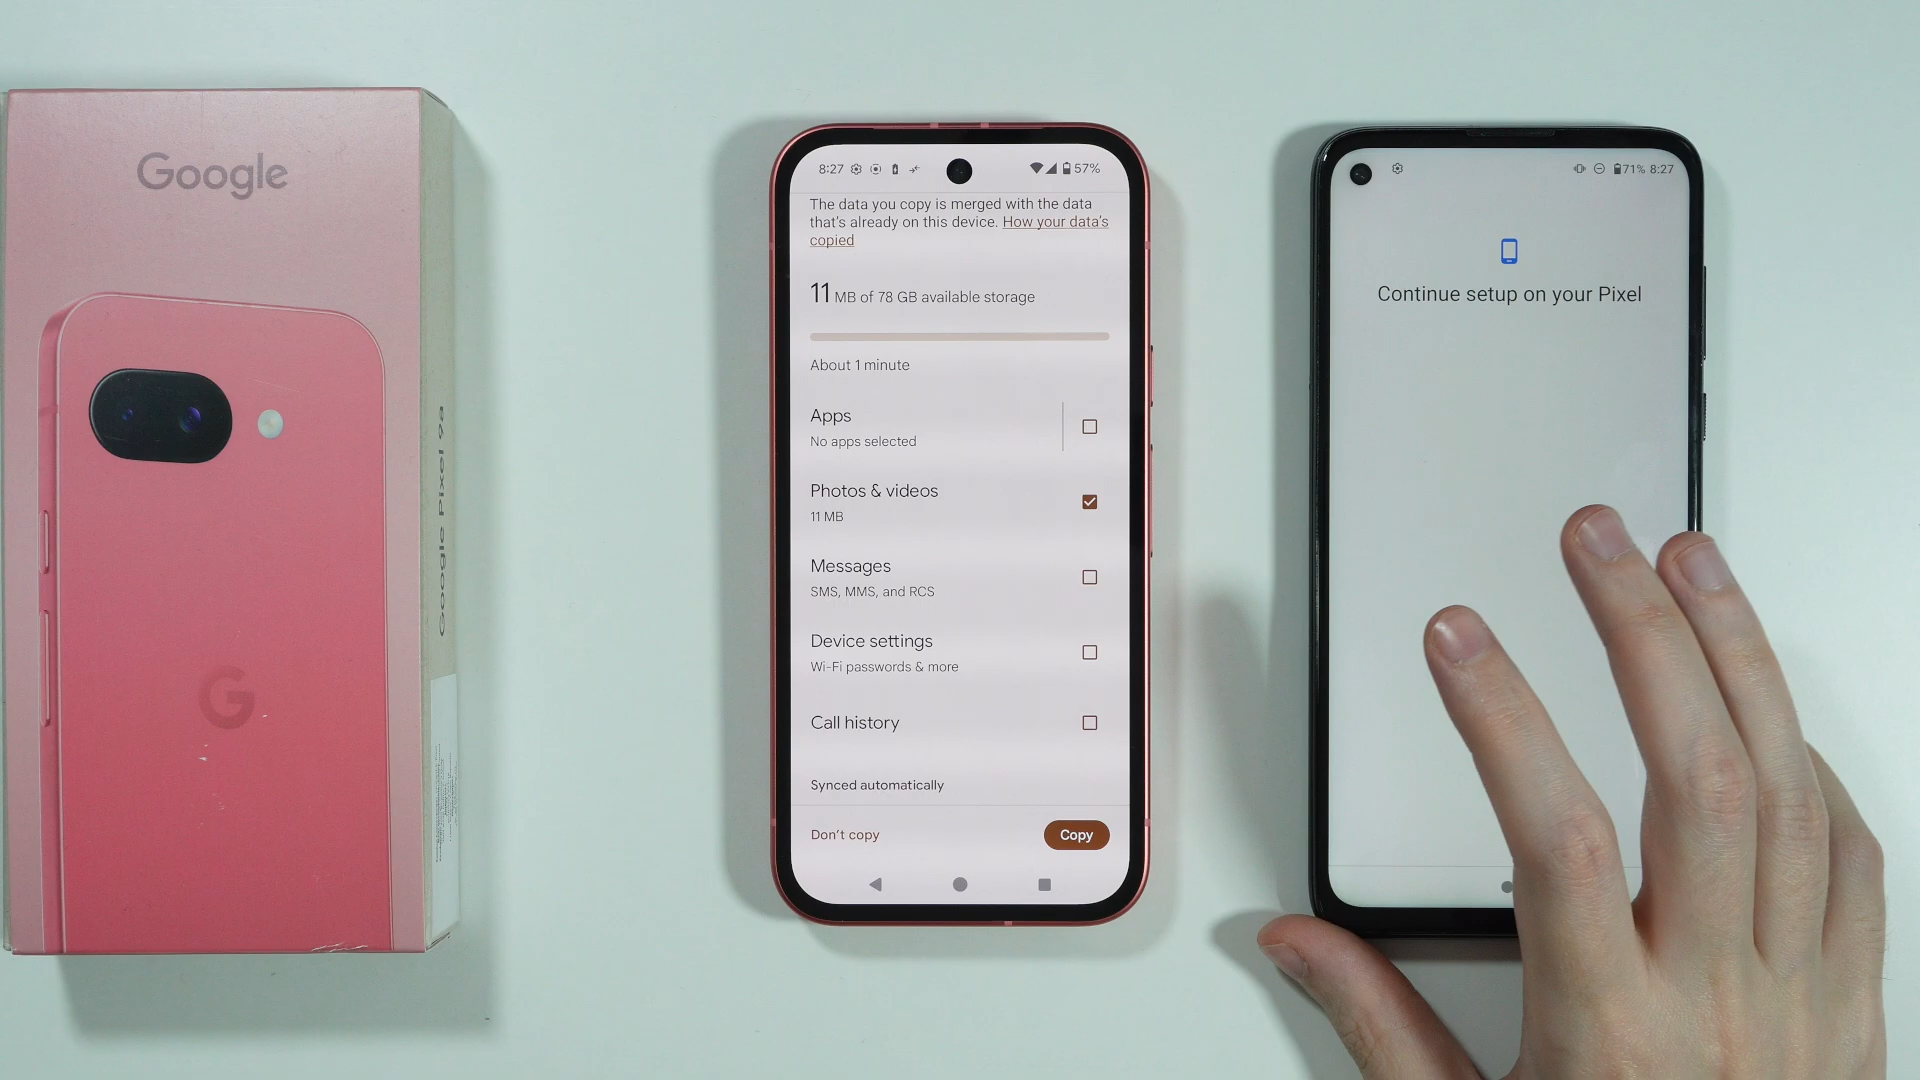 Google
Google Pixel 9a
8:27
57%
The data you copy is merged with the data
that's already on this device. How your data's
copied
11 MB of 78 GB available storage
About 1 minute
Apps
No apps selected
Photos & videos
11 MB
Messages
SMS, MMS, and RCS
Device settings
Wi-Fi passwords & more
Call history
Synced automatically
Don't copy
Copy
71% 8:27
Continue setup on your Pixel